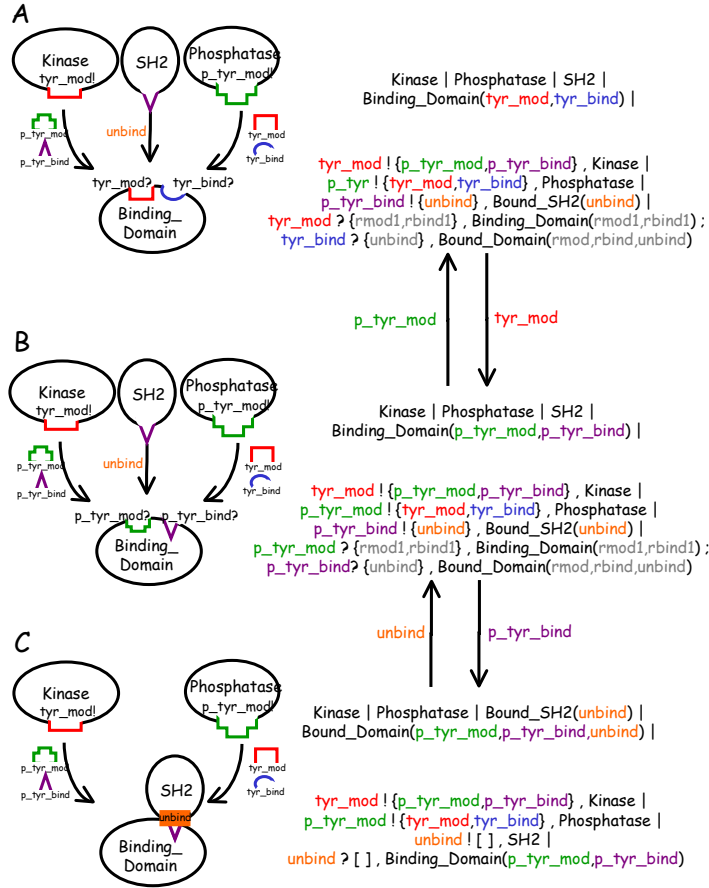 A
Kinase
tyr_mod!
SH2
Phosphatase
p_tyr_mod!
p_tyr_mod
p_tyr_bind
unbind
tyr_mod
tyr_bind
tyr_mod?
tyr_bind?
Binding_
Domain
Kinase | Phosphatase | SH2 |
Binding_Domain(tyr_mod,tyr_bind) |
tyr_mod ! {p_tyr_mod,p_tyr_bind} , Kinase |
p_tyr ! {tyr_mod,tyr_bind} , Phosphatase |
p_tyr_bind ! {unbind} , Bound_SH2(unbind) |
tyr_mod ? {rmod1,rbind1} , Binding_Domain(rmod1,rbind1) ;
tyr_bind ? {unbind} , Bound_Domain(rmod,rbind,unbind)
p_tyr_mod
tyr_mod
B
Kinase
tyr_mod!
SH2
Phosphatase
p_tyr_mod!
p_tyr_mod
p_tyr_bind
unbind
tyr_mod
tyr_bind
p_tyr_mod?
p_tyr_bind?
Binding_
Domain
Kinase | Phosphatase | SH2 |
Binding_Domain(p_tyr_mod,p_tyr_bind) |
tyr_mod ! {p_tyr_mod,p_tyr_bind} , Kinase |
p_tyr_mod ! {tyr_mod,tyr_bind} , Phosphatase |
p_tyr_bind ! {unbind} , Bound_SH2(unbind) |
p_tyr_mod ? {rmod1,rbind1} , Binding_Domain(rmod1,rbind1) ;
p_tyr_bind? {unbind} , Bound_Domain(rmod,rbind,unbind)
unbind
p_tyr_bind
C
Kinase
tyr_mod!
Phosphatase
p_tyr_mod!
p_tyr_mod
p_tyr_bind
tyr_mod
tyr_bind
SH2
unbind
Binding_
Domain
Kinase | Phosphatase | Bound_SH2(unbind) |
Bound_Domain(p_tyr_mod,p_tyr_bind,unbind) |
tyr_mod ! {p_tyr_mod,p_tyr_bind} , Kinase |
p_tyr_mod ! {tyr_mod,tyr_bind} , Phosphatase |
unbind ! [ ] , SH2 |
unbind ? [ ] , Binding_Domain(p_tyr_mod,p_tyr_bind)